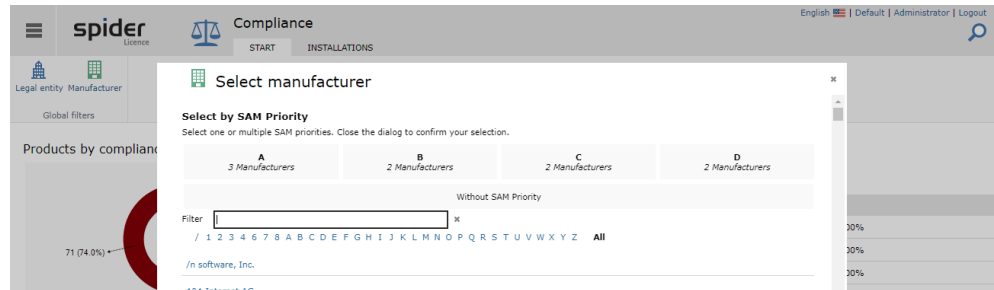 English | Default | Administrator | Logout
spider
Licence
Compliance
START INSTALLATIONS
Legal entity Manufacturer
Global filters
Products by complianc
71 (74.0%)
Select manufacturer
Select by SAM Priority
Select one or multiple SAM priorities. Close the dialog to confirm your selection.
A B C D
3 Manufacturers 2 Manufacturers 2 Manufacturers 2 Manufacturers
Without SAM Priority
Filter
/ 1 2 3 4 6 7 8 A B C D E F G H I J K L M N O P Q R S T U V W X Y Z All
/n software, Inc.
00%
00%
00%